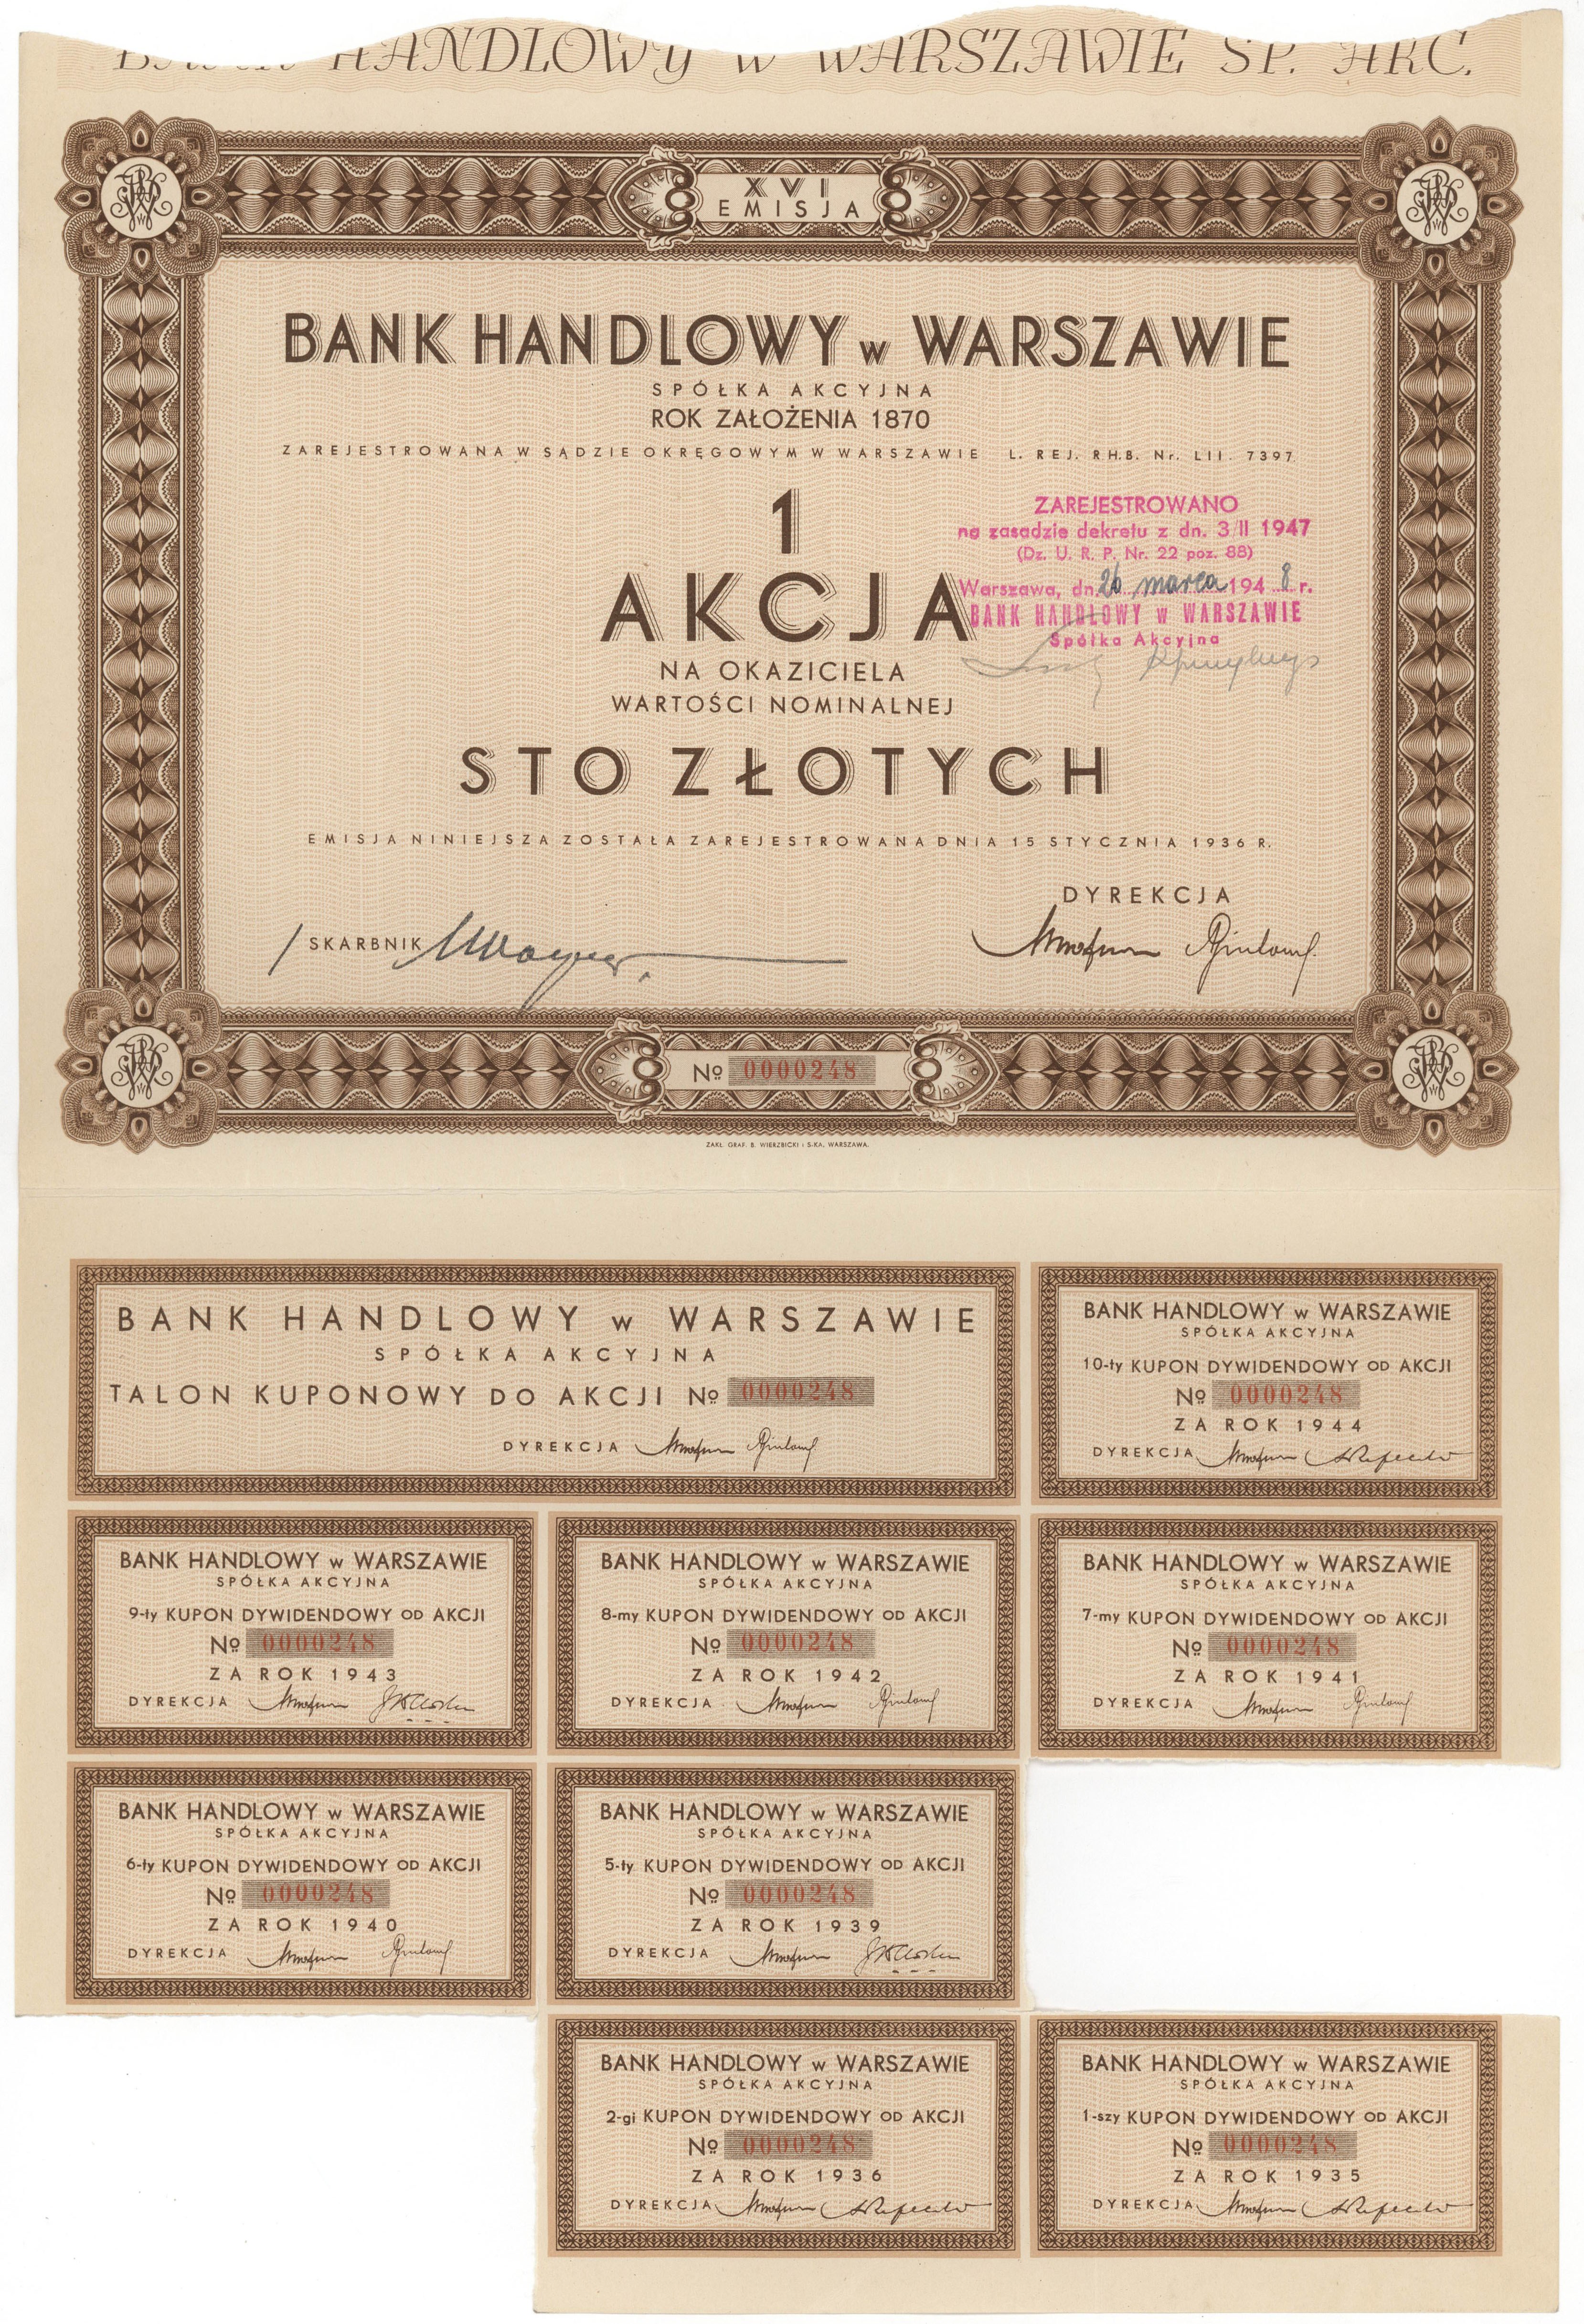 BANK HANDLOWY w WARSZAWIE SP. AKC.
XVI
EMISJA
BANK HANDLOWY w WARSZAWIE
SPÓŁKA AKCYJNA
ROK ZAŁOŻENIA 1870
ZAREJESTROWANA W SĄDZIE OKRĘGOWYM W WARSZAWIE L. REJ. RH.B. Nr. LII. 7397
1
AKCJA
NA OKAZICIELA
WARTOŚCI NOMINALNEJ
STO ZŁOTYCH
ZAREJESTROWANO
na zasadzie dekretu z dn. 3/II 1947
(Dz. U. R. P. Nr. 22 poz. 88)
Warszawa, dn. 26 marca 1948 r.
BANK HANDLOWY w WARSZAWIE
Spółka Akcyjna
EMISJA NINIEJSZA ZOSTAŁA ZAREJESTROWANA DNIA 15 STYCZNIA 1936 R.
DYREKCJA
SKARBNIK
No 0000248
ZAKŁ. GRAF. B. WIERZBICKI i S-KA, WARSZAWA.
BANK HANDLOWY w WARSZAWIE
SPÓŁKA AKCYJNA
TALON KUPONOWY DO AKCJI No 0000248
DYREKCJA
BANK HANDLOWY w WARSZAWIE
SPÓŁKA AKCYJNA
10-ty KUPON DYWIDENDOWY OD AKCJI
No 0000248
ZA ROK 1944
DYREKCJA
BANK HANDLOWY w WARSZAWIE
SPÓŁKA AKCYJNA
9-ty KUPON DYWIDENDOWY OD AKCJI
No 0000248
ZA ROK 1943
DYREKCJA
BANK HANDLOWY w WARSZAWIE
SPÓŁKA AKCYJNA
8-my KUPON DYWIDENDOWY OD AKCJI
No 0000248
ZA ROK 1942
DYREKCJA
BANK HANDLOWY w WARSZAWIE
SPÓŁKA AKCYJNA
7-my KUPON DYWIDENDOWY OD AKCJI
No 0000248
ZA ROK 1941
DYREKCJA
BANK HANDLOWY w WARSZAWIE
SPÓŁKA AKCYJNA
6-ty KUPON DYWIDENDOWY OD AKCJI
No 0000248
ZA ROK 1940
DYREKCJA
BANK HANDLOWY w WARSZAWIE
SPÓŁKA AKCYJNA
5-ty KUPON DYWIDENDOWY OD AKCJI
No 0000248
ZA ROK 1939
DYREKCJA
BANK HANDLOWY w WARSZAWIE
SPÓŁKA AKCYJNA
2-gi KUPON DYWIDENDOWY OD AKCJI
No 0000248
ZA ROK 1936
DYREKCJA
BANK HANDLOWY w WARSZAWIE
SPÓŁKA AKCYJNA
1-szy KUPON DYWIDENDOWY OD AKCJI
No 0000248
ZA ROK 1935
DYREKCJA